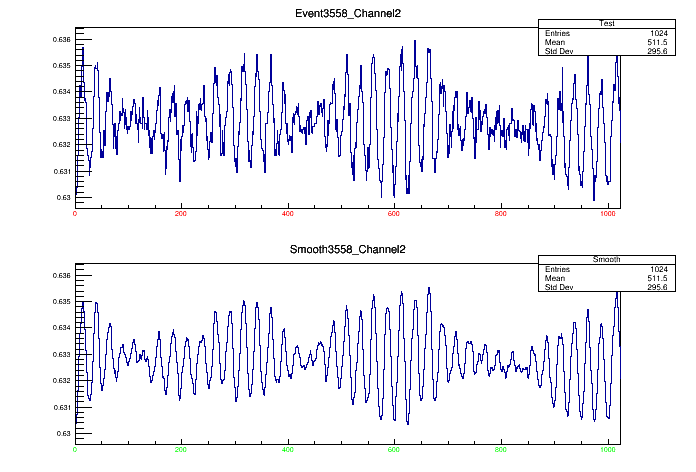 Event3558_Channel2
Test
Entries 1024
Mean 511.5
Std Dev 295.6
0.636
0.635
0.634
0.633
0.632
0.631
0.63
0 200 400 600 800 1000
Smooth3558_Channel2
Smooth
Entries 1024
Mean 511.5
Std Dev 295.6
0.636
0.635
0.634
0.633
0.632
0.631
0.63
0 200 400 600 800 1000